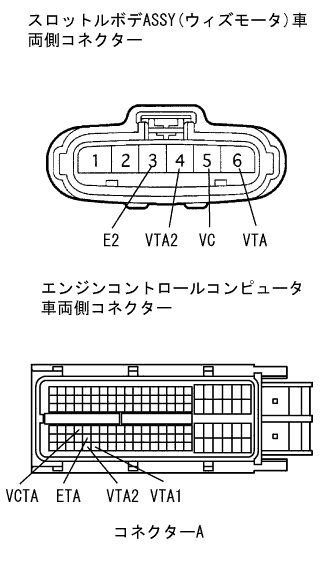 スロットルボデASSY(ウィズモータ)車
両側コネクター
1 2 3 4 5 6
E2 VTA2 VC VTA
エンジンコントロールコンピュータ
車両側コネクター
VCTA ETA VTA2 VTA1
コネクターA